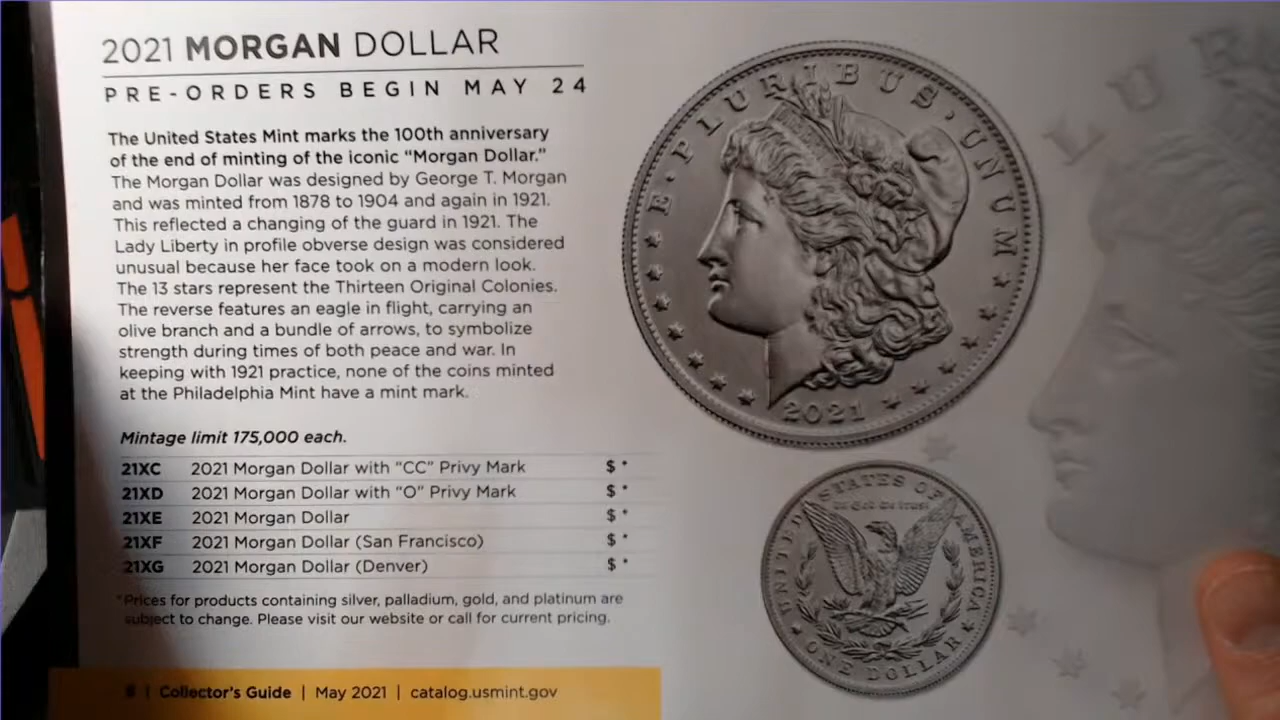 2021 MORGAN DOLLAR
PRE-ORDERS BEGIN MAY 24
The United States Mint marks the 100th anniversary
of the end of minting of the iconic “Morgan Dollar.”
The Morgan Dollar was designed by George T. Morgan
and was minted from 1878 to 1904 and again in 1921.
This reflected a changing of the guard in 1921. The
Lady Liberty in profile obverse design was considered
unusual because her face took on a modern look.
The 13 stars represent the Thirteen Original Colonies.
The reverse features an eagle in flight, carrying an
olive branch and a bundle of arrows, to symbolize
strength during times of both peace and war. In
keeping with 1921 practice, none of the coins minted
at the Philadelphia Mint have a mint mark.
Mintage limit 175,000 each.
21XC 2021 Morgan Dollar with “CC” Privy Mark $ *
21XD 2021 Morgan Dollar with “O” Privy Mark $ *
21XE 2021 Morgan Dollar $ *
21XF 2021 Morgan Dollar (San Francisco) $ *
21XG 2021 Morgan Dollar (Denver) $ *
*Prices for products containing silver, palladium, gold, and platinum are
subject to change. Please visit our website or call for current pricing.
| Collector's Guide | May 2021 | catalog.usmint.gov
E · PLURIBUS · UNUM
2021
UNITED STATES OF AMERICA
ONE DOLLAR
L U R